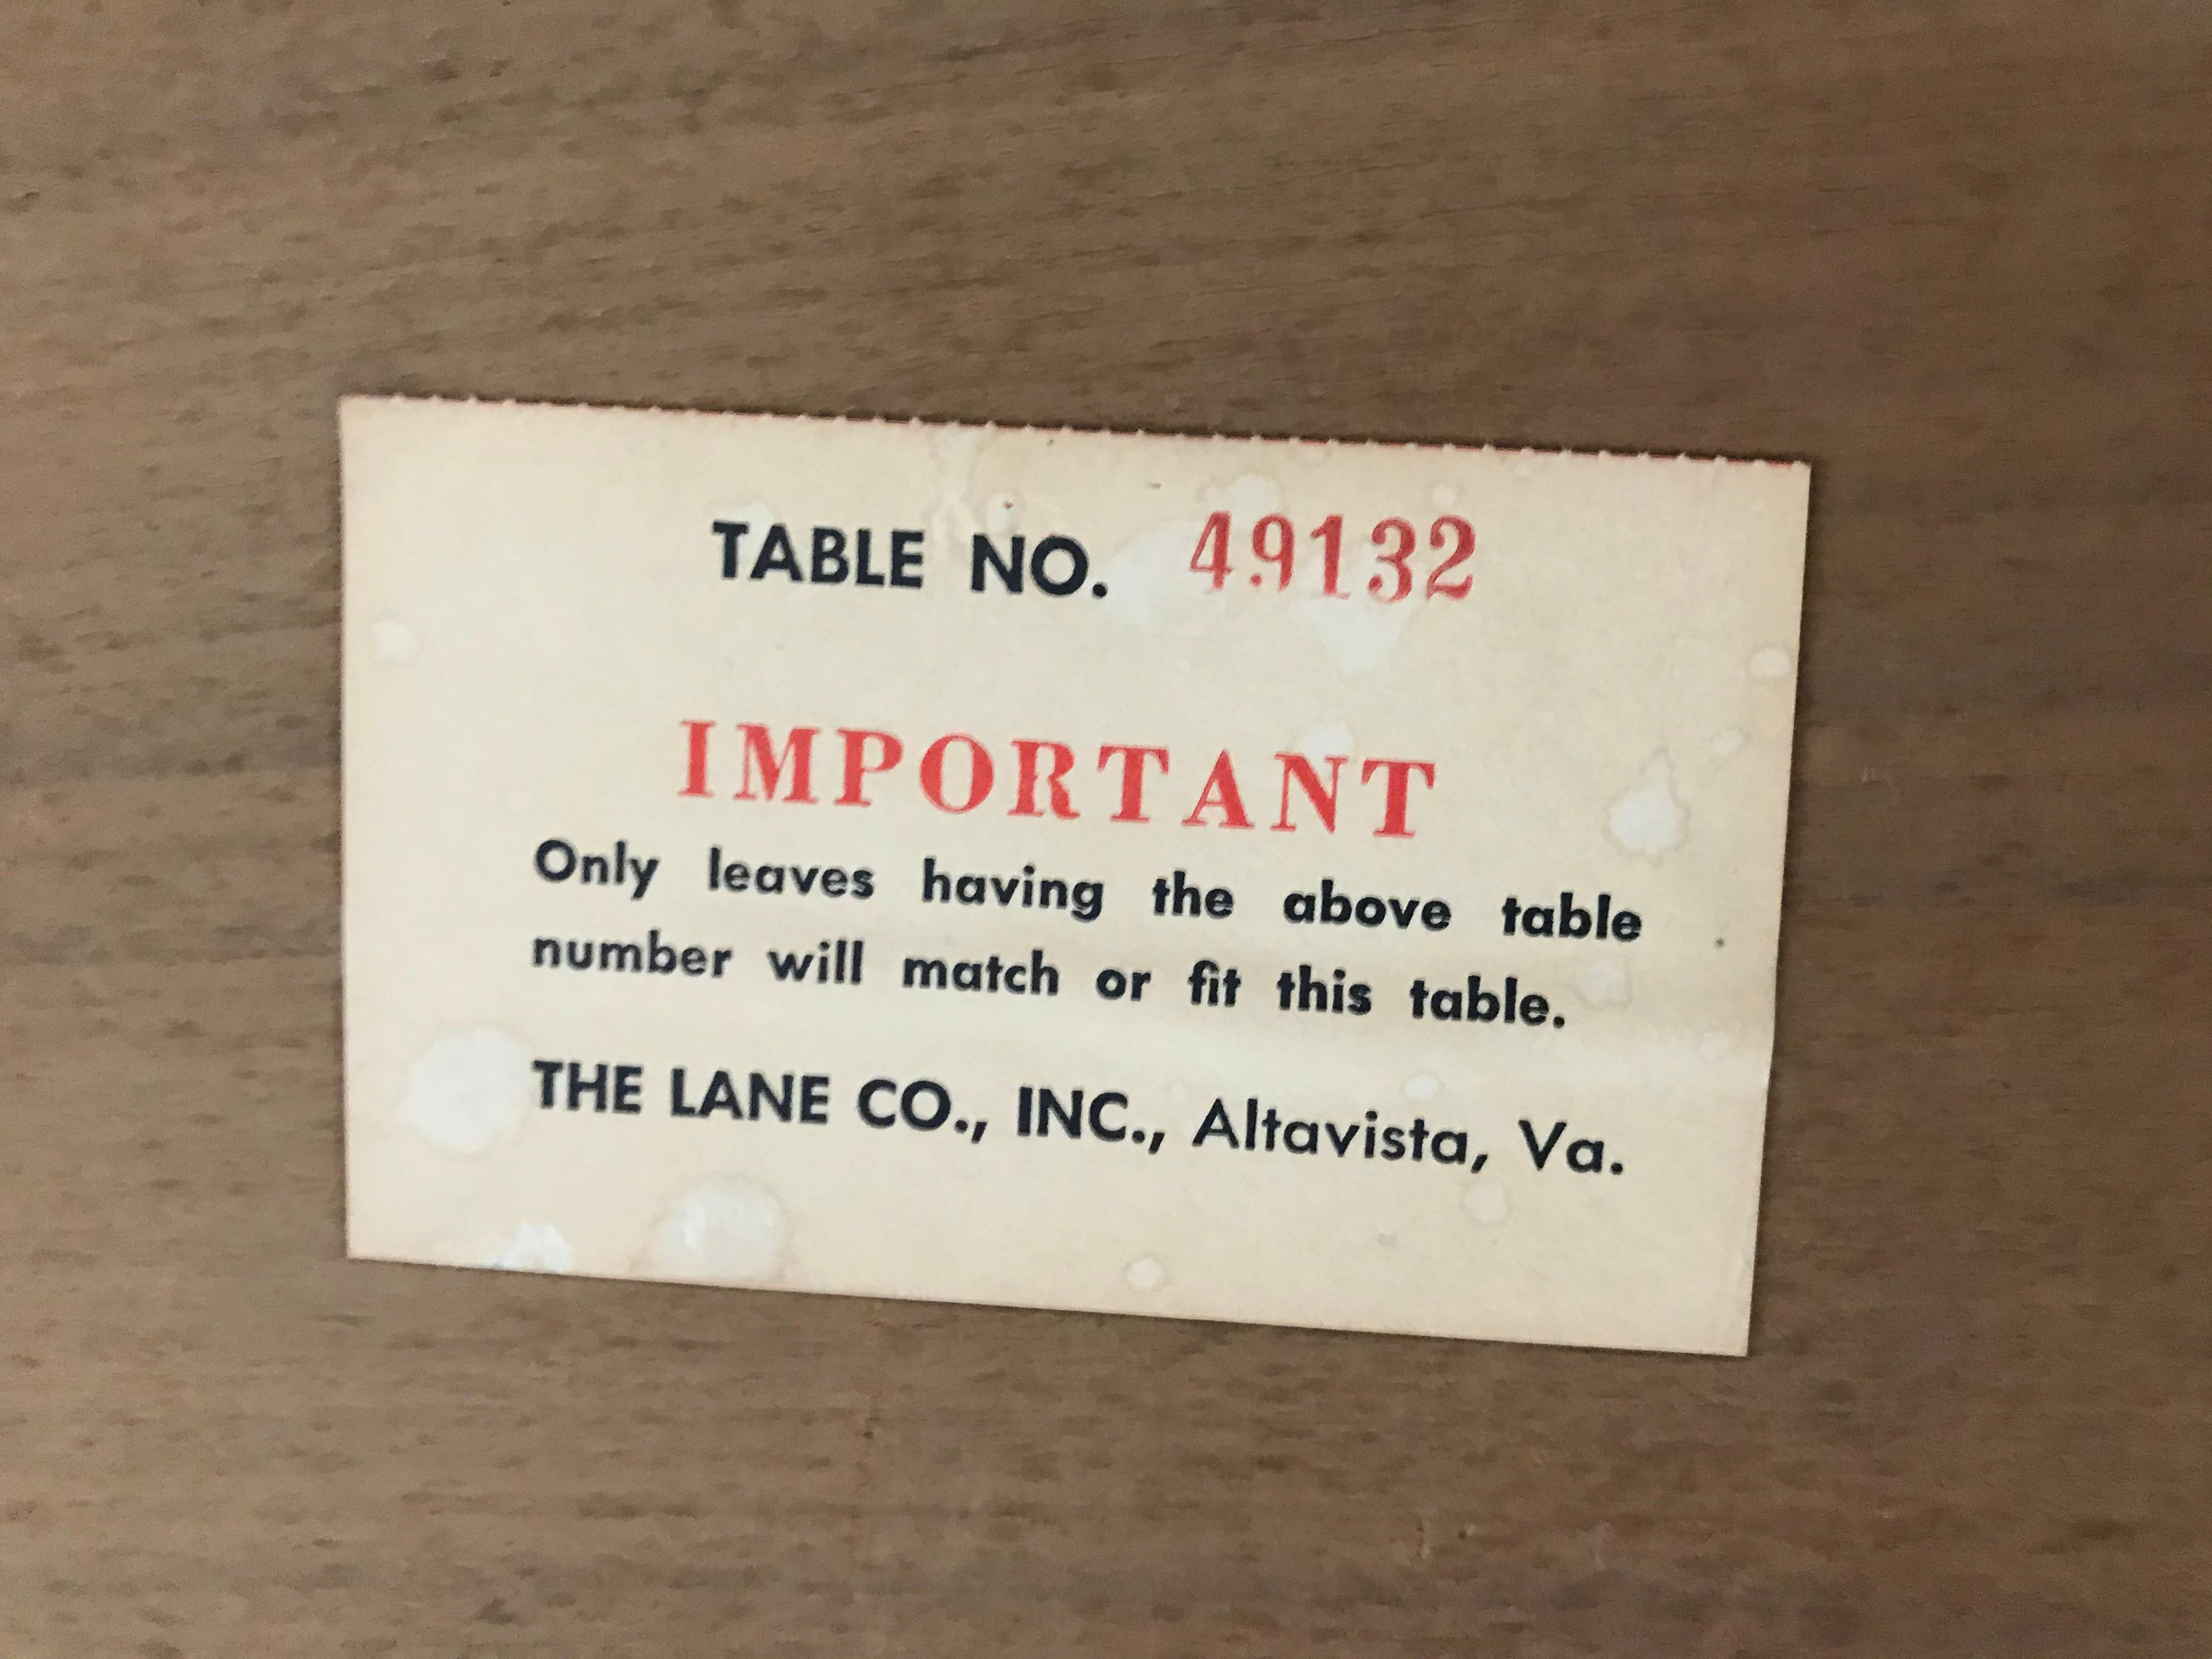 TABLE NO. 49132
IMPORTANT
Only leaves having the above table
number will match or fit this table.
THE LANE CO., INC., Altavista, Va.